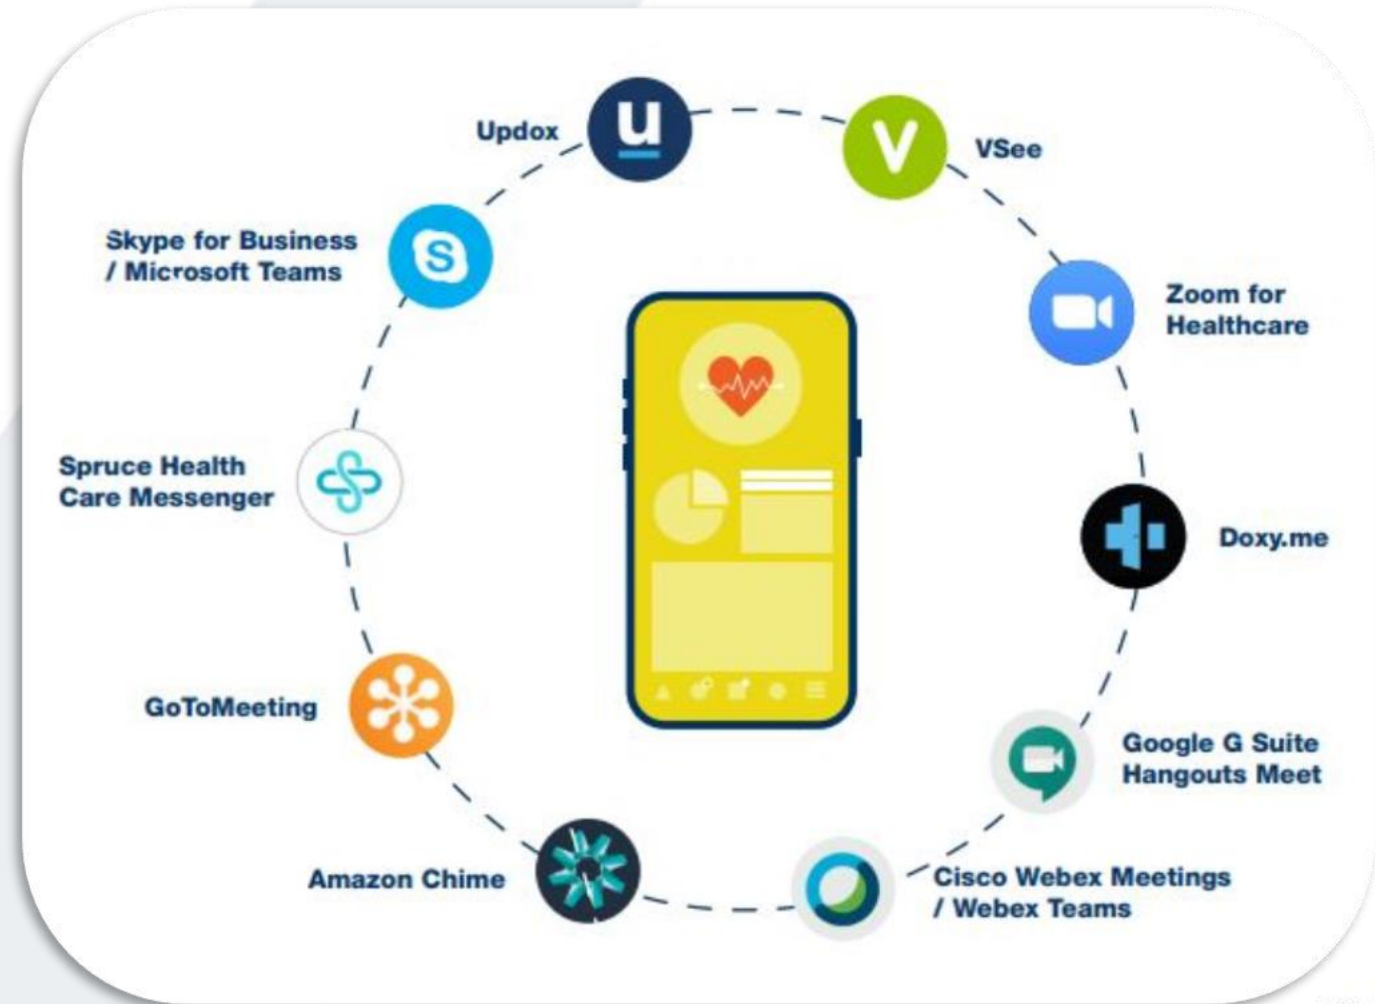 Updox
VSee
Skype for Business
/ Microsoft Teams
Zoom for
Healthcare
Spruce Health
Care Messenger
Doxy.me
GoToMeeting
Google G Suite
Hangouts Meet
Amazon Chime
Cisco Webex Meetings
/ Webex Teams